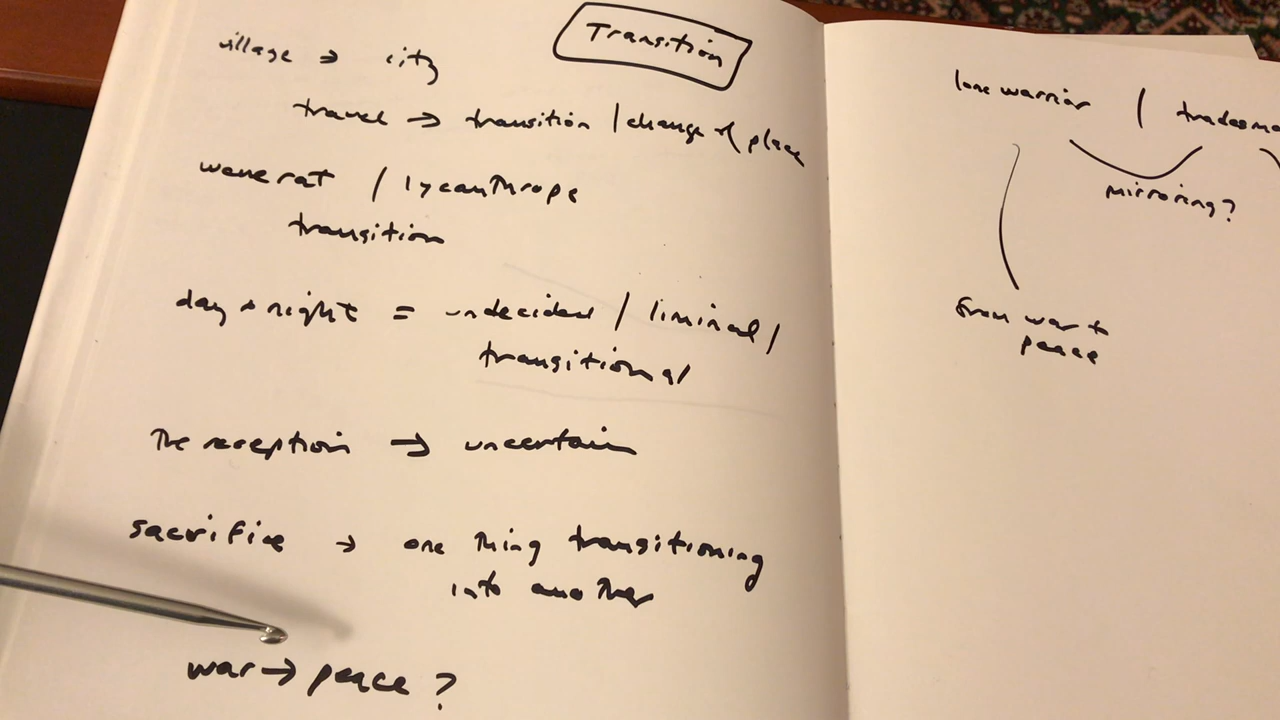 Transition
village → city
travel → transition / change of place
wererat / lycanthrope
transition
day + night = undecided / liminal /
transitional
The reception → uncertain
sacrifice → one thing transitioning
into another
war → peace?
lone warrior / tradesma
mirroring?
from war to
peace